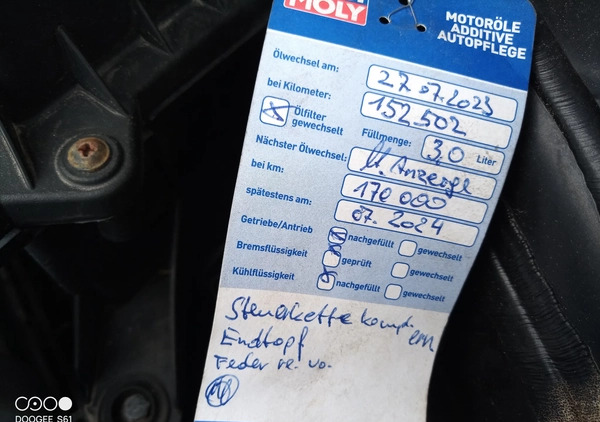 MOLY
MOTORÖLE
ADDITIVE
AUTOPFLEGE
Ölwechsel am: 27.07.2023
bei Kilometer: 152.502
Ölfilter gewechselt Füllmenge: 3,0 Liter
Nächster Ölwechsel: lt. Anzeige
bei km: 170 000
spätestens am: 07.2024
Getriebe/Antrieb nachgefüllt gewechselt
Bremsflüssigkeit geprüft gewechselt
Kühlflüssigkeit nachgefüllt gewechselt
Steuerkette kompl. ern
Endtopf
Feder re. vo.
DOOGEE S61